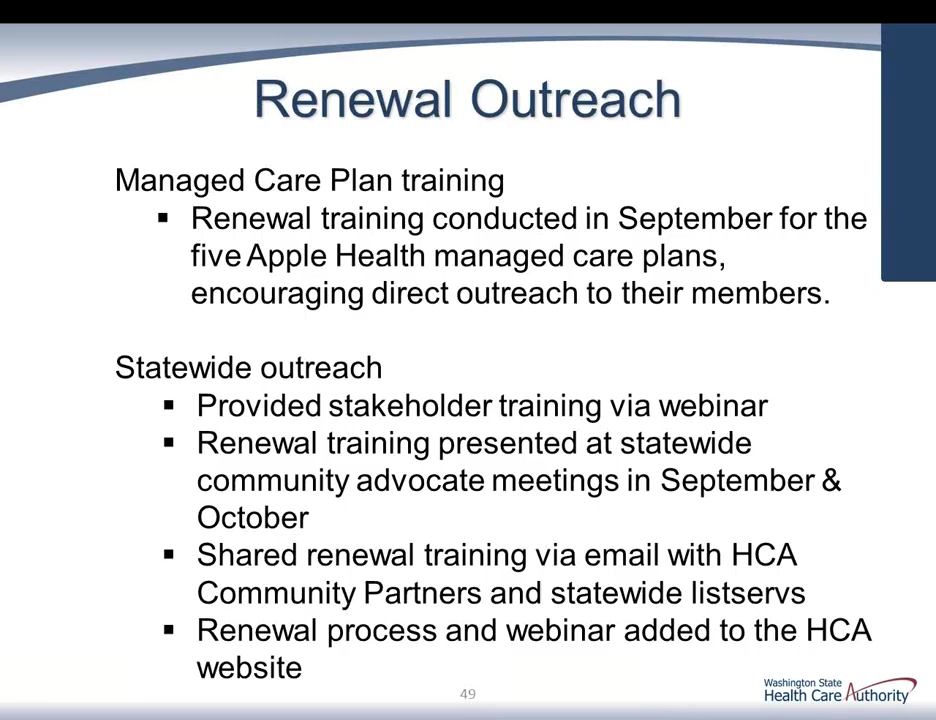 Renewal Outreach
Managed Care Plan training
▪ Renewal training conducted in September for the
five Apple Health managed care plans,
encouraging direct outreach to their members.
Statewide outreach
▪ Provided stakeholder training via webinar
▪ Renewal training presented at statewide
community advocate meetings in September &
October
▪ Shared renewal training via email with HCA
Community Partners and statewide listservs
▪ Renewal process and webinar added to the HCA
website
49
Washington State
Health Care Authority